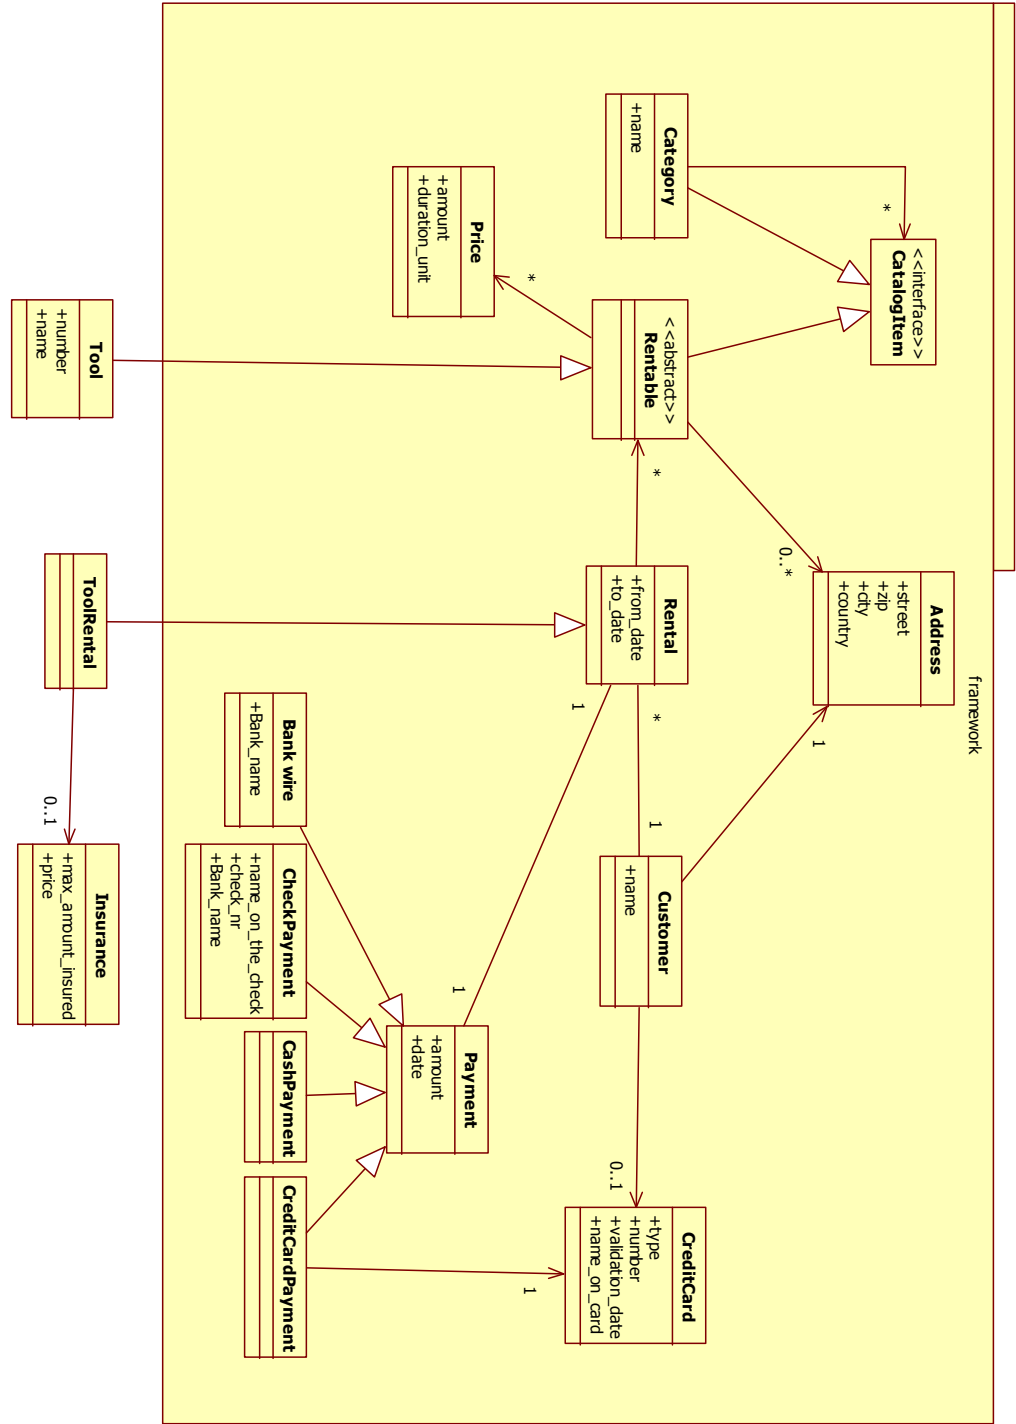 framework
<<interface>>
CatalogItem
*
Category
+name
Address
+street
+zip
+city
+country
0..*
1
<<abstract>>
Rentable
*
*
Price
+amount
+duration_unit
Rental
+from_date
+to_date
*
1
1
Customer
+name
CreditCard
+type
+number
+validation_date
+name_on_card
0..1
1
1
Payment
+amount
+date
Bank wire
+Bank_name
CheckPayment
+name_on_the_check
+check_nr
+Bank_name
CashPayment
CreditCardPayment
Tool
+number
+name
ToolRental
0..1
Insurance
+max_amount_insured
+price